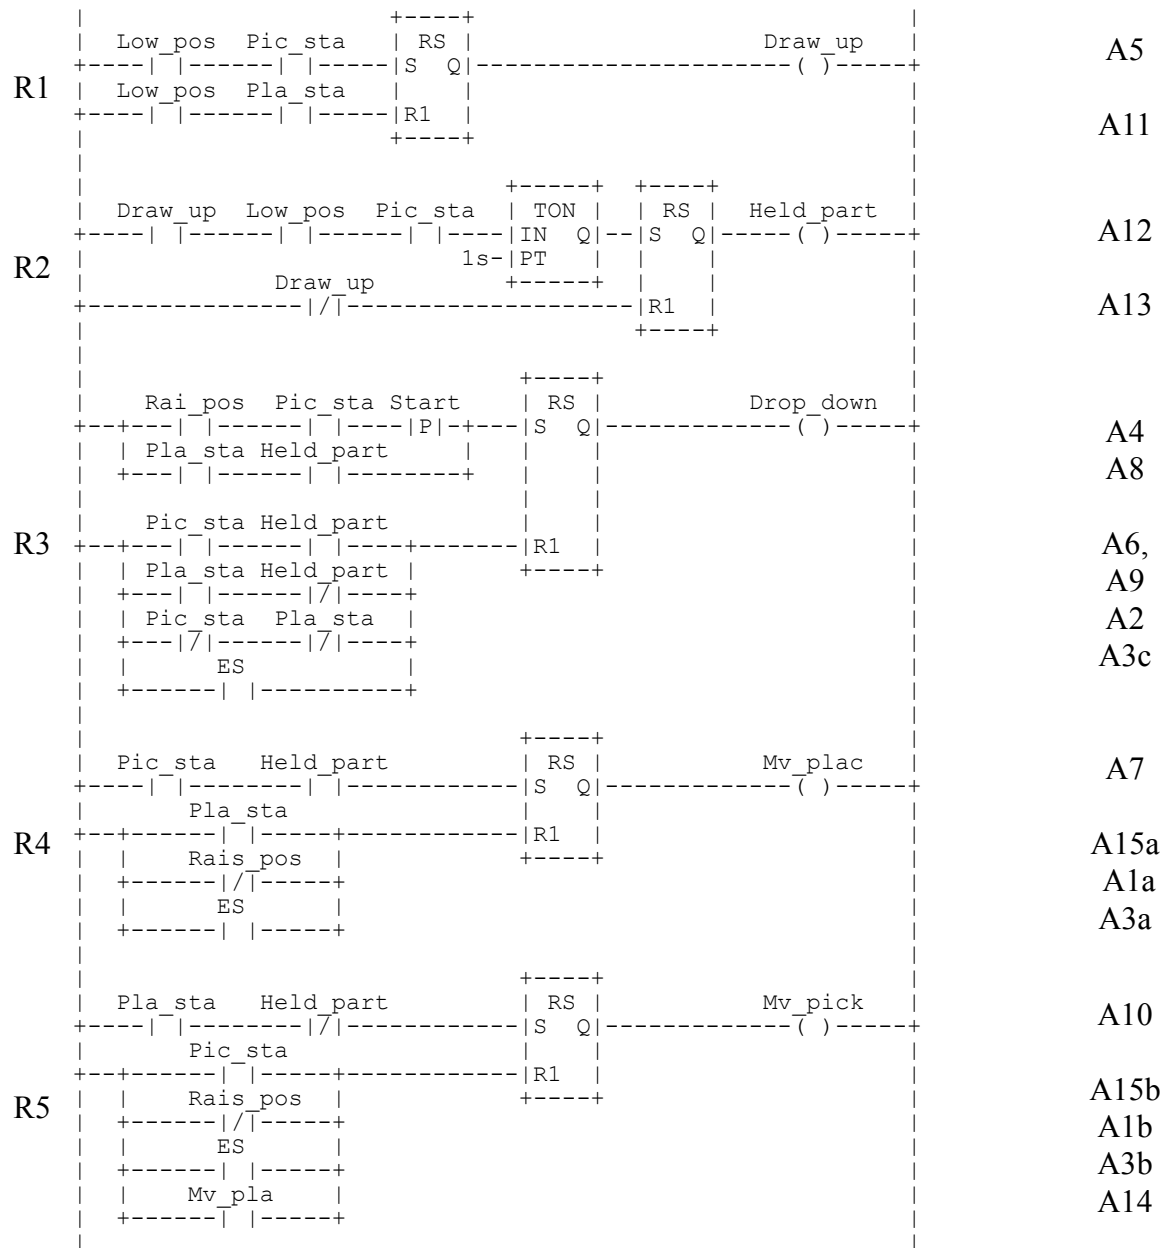 +----+
Low_pos Pic_sta | RS | Draw_up A5
+----| |------| |-----|S Q|----------------------( )-----+
R1 Low_pos Pla_sta | |
+----| |------| |-----|R1 | A11
+----+
+-----+ +----+
Draw_up Low_pos Pic_sta | TON | | RS | Held_part
+----| |------| |------| |----|IN Q|--|S Q|-----( )-----+ A12
R2 1s-|PT | | |
Draw_up +-----+ | |
+----------------|/|----------------------|R1 | A13
+----+
+----+
Rai_pos Pic_sta Start | RS | Drop_down
+--+---| |------| |----|P|-+---|S Q|-------------( )-----+ A4
| Pla_sta Held_part | | | A8
+---| |------| |---------+ | |
Pic_sta Held_part | |
R3 +--+---| |------| |----+-------|R1 | A6,
| Pla_sta Held_part | +----+ A9
+---| |------|/|----+
| Pic_sta Pla_sta | A2
+---|/|------|/|----+
| ES | A3c
+------| |----------+
+----+
Pic_sta Held_part | RS | Mv_plac A7
+----| |--------| |------------|S Q|-------------( )-----+
Pla_sta | |
R4 +--+------| |-----+------------|R1 | A15a
| Rais_pos | +----+
+------|/|-----+ A1a
| ES | A3a
+------| |-----+
+----+
Pla_sta Held_part | RS | Mv_pick A10
+----| |--------|/|------------|S Q|-------------( )-----+
Pic_sta | |
+--+------| |-----+------------|R1 | A15b
R5 | Rais_pos | +----+
+------|/|-----+ A1b
| ES |
+------| |-----+ A3b
| Mv_pla | A14
+------| |-----+